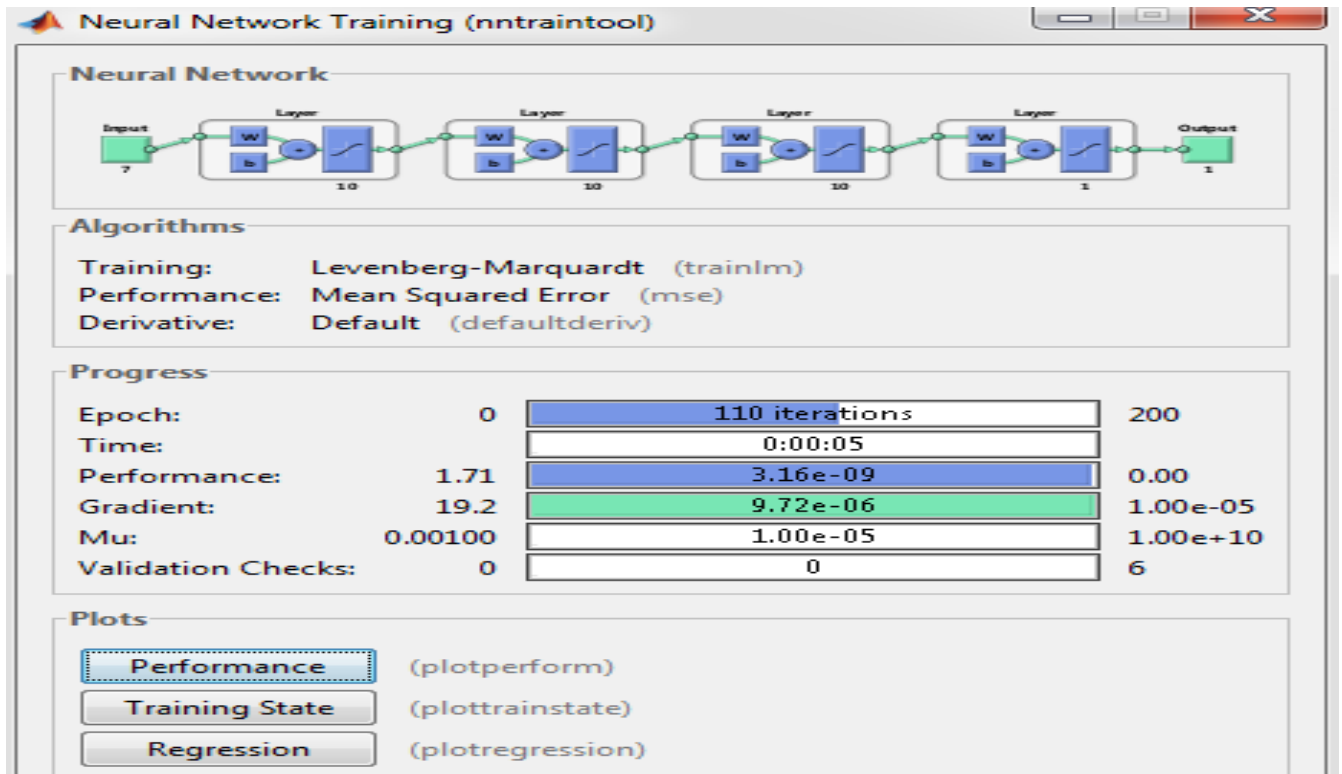 Neural Network Training (nntraintool)
Neural Network
Layer Layer Layer Layer
Input Output
W W W W
b b b b
7 10 10 10 1 1
Algorithms
Training: Levenberg-Marquardt (trainlm)
Performance: Mean Squared Error (mse)
Derivative: Default (defaultderiv)
Progress
Epoch: 0 110 iterations 200
Time: 0:00:05
Performance: 1.71 3.16e-09 0.00
Gradient: 19.2 9.72e-06 1.00e-05
Mu: 0.00100 1.00e-05 1.00e+10
Validation Checks: 0 0 6
Plots
Performance (plotperform)
Training State (plottrainstate)
Regression (plotregression)